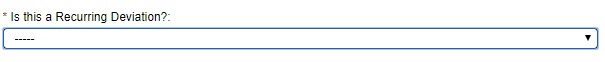 * Is this a Recurring Deviation?:
-----